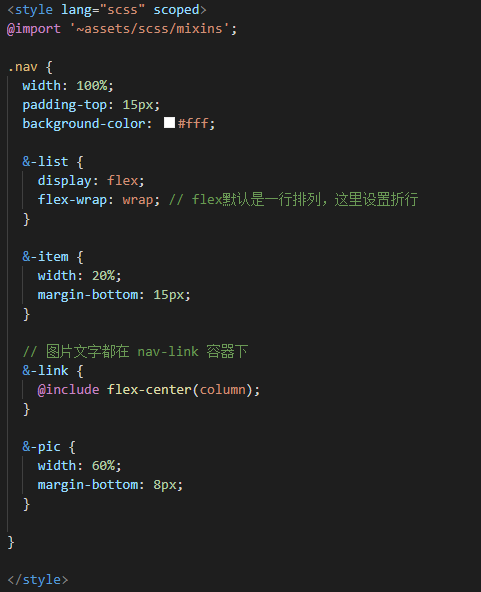 <style lang="scss" scoped>
@import '~assets/scss/mixins';
.nav {
width: 100%;
padding-top: 15px;
background-color: #fff;
&-list {
display: flex;
flex-wrap: wrap; // flex默认是一行排列，这里设置折行
}
&-item {
width: 20%;
margin-bottom: 15px;
}
// 图片文字都在 nav-link 容器下
&-link {
@include flex-center(column);
}
&-pic {
width: 60%;
margin-bottom: 8px;
}
}
</style>